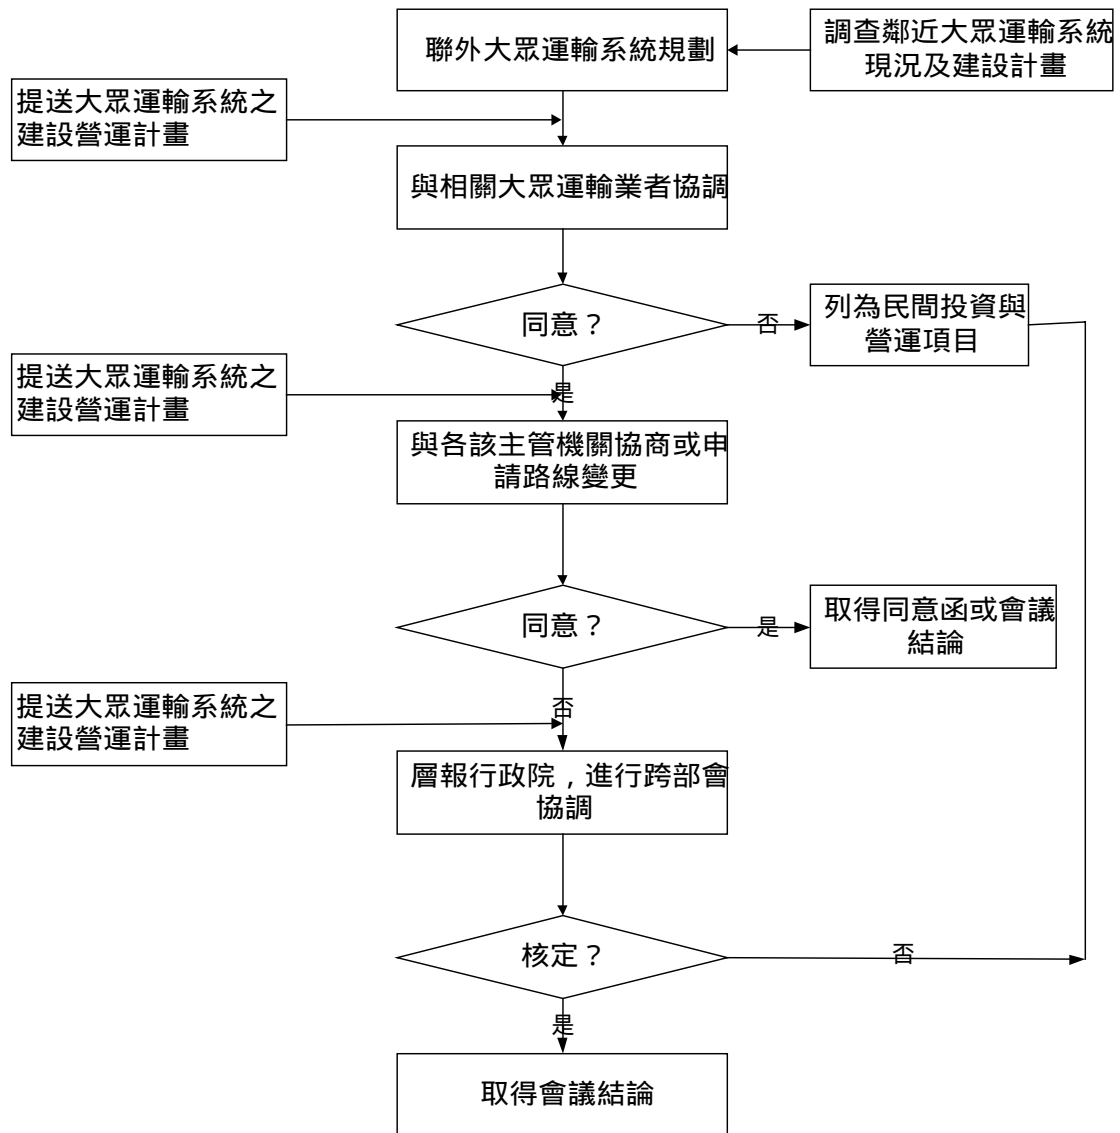 聯外大眾運輸系統規劃
調查鄰近大眾運輸系統
現況及建設計畫
提送大眾運輸系統之
建設營運計畫
與相關大眾運輸業者協調
同意？
否
列為民間投資與
營運項目
提送大眾運輸系統之
建設營運計畫
是
與各該主管機關協商或申
請路線變更
同意？
是
取得同意函或會議
結論
提送大眾運輸系統之
建設營運計畫
否
層報行政院，進行跨部會
協調
核定？
否
是
取得會議結論